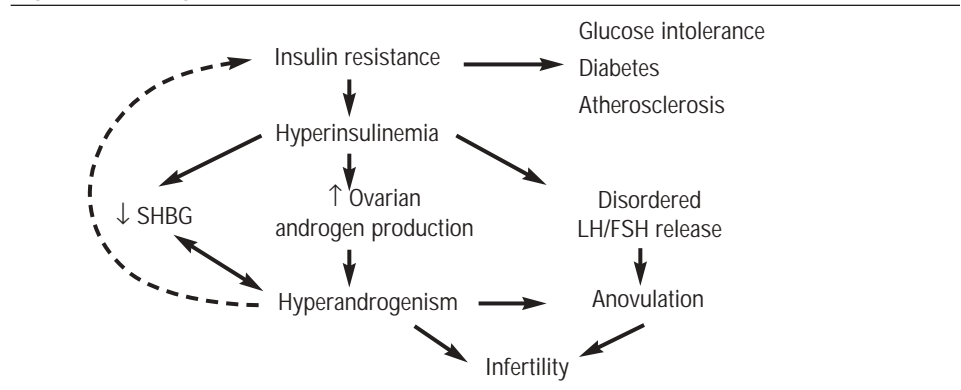 Insulin resistance
Glucose intolerance
Diabetes
Atherosclerosis
Hyperinsulinemia
↓ SHBG
↑ Ovarian
androgen production
Disordered
LH/FSH release
Hyperandrogenism
Anovulation
Infertility